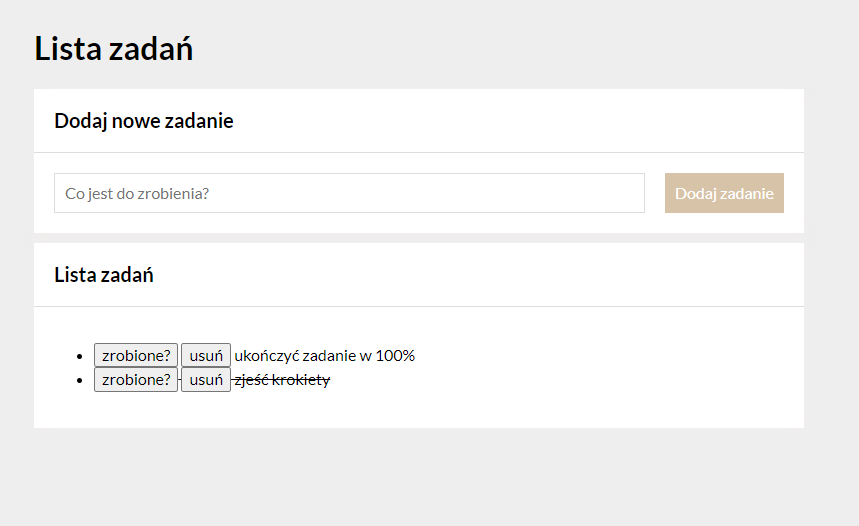 Lista zadań
Dodaj nowe zadanie
Co jest do zrobienia? Dodaj zadanie
Lista zadań
zrobione? usuń ukończyć zadanie w 100%
zrobione? usuń zjeść krokiety